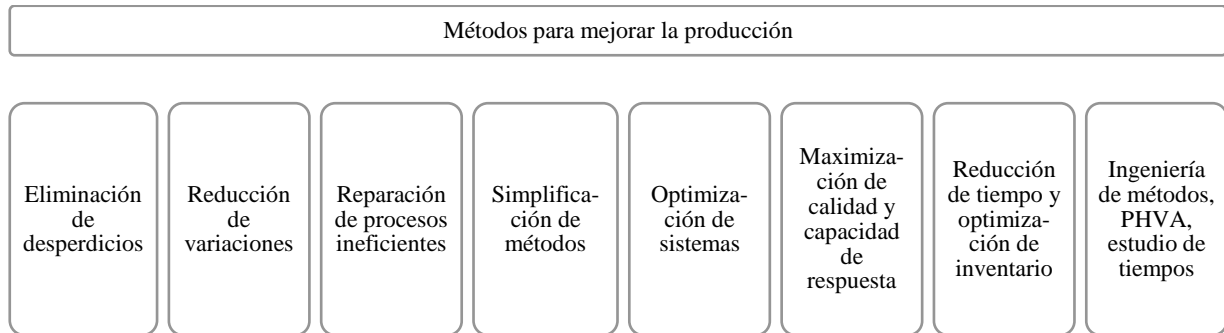 Métodos para mejorar la producción
Eliminación
de
desperdicios
Reducción
de
variaciones
Reparación
de procesos
ineficientes
Simplifica-
ción de
métodos
Optimiza-
ción de
sistemas
Maximiza-
ción de
calidad y
capacidad
de
respuesta
Reducción
de tiempo y
optimiza-
ción de
inventario
Ingeniería
de métodos,
PHVA,
estudio de
tiempos